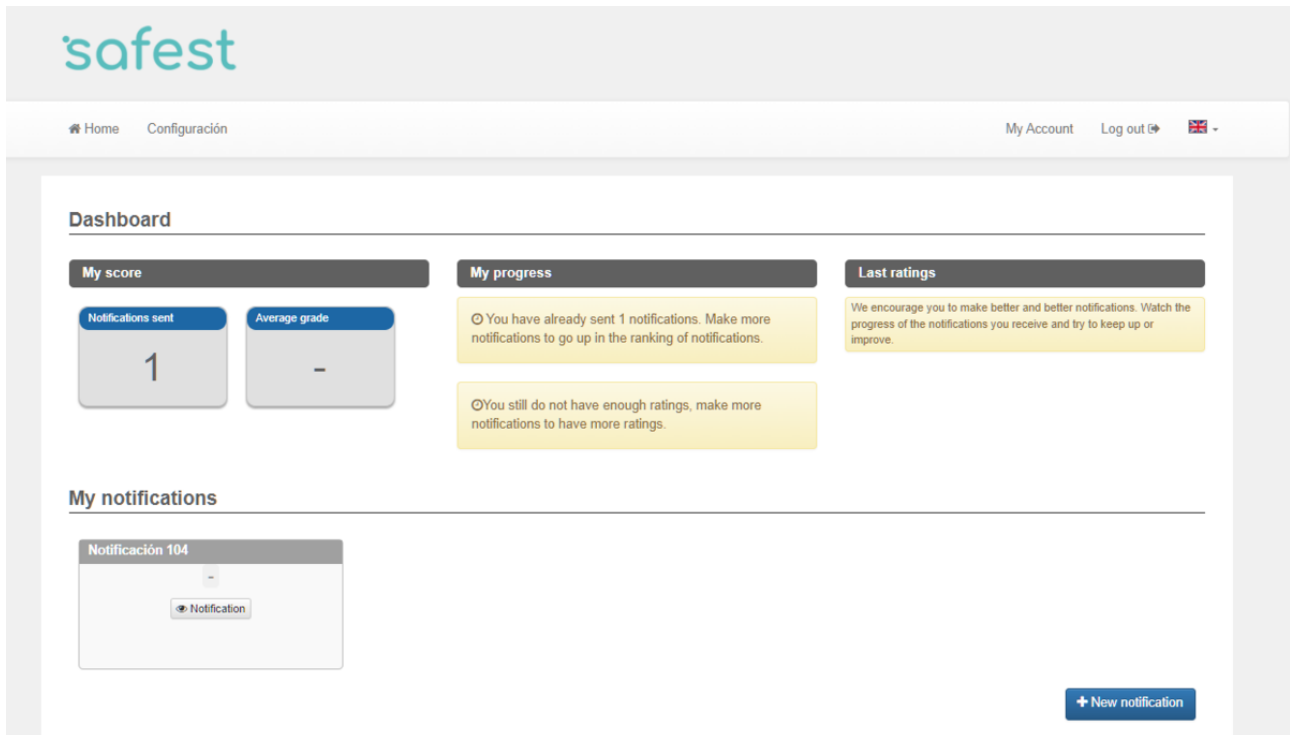 safest
Home Configuración My Account Log out
Dashboard
My score
Notifications sent Average grade
1 -
My progress
You have already sent 1 notifications. Make more
notifications to go up in the ranking of notifications.
You still do not have enough ratings, make more
notifications to have more ratings.
Last ratings
We encourage you to make better and better notifications. Watch the
progress of the notifications you receive and try to keep up or
improve.
My notifications
Notificación 104
-
Notification
+ New notification